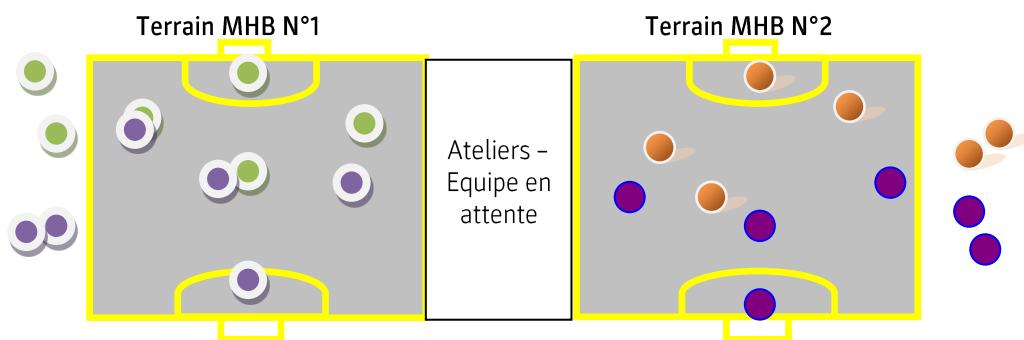 Terrain MHB N°1
Terrain MHB N°2
Ateliers –
Equipe en
attente